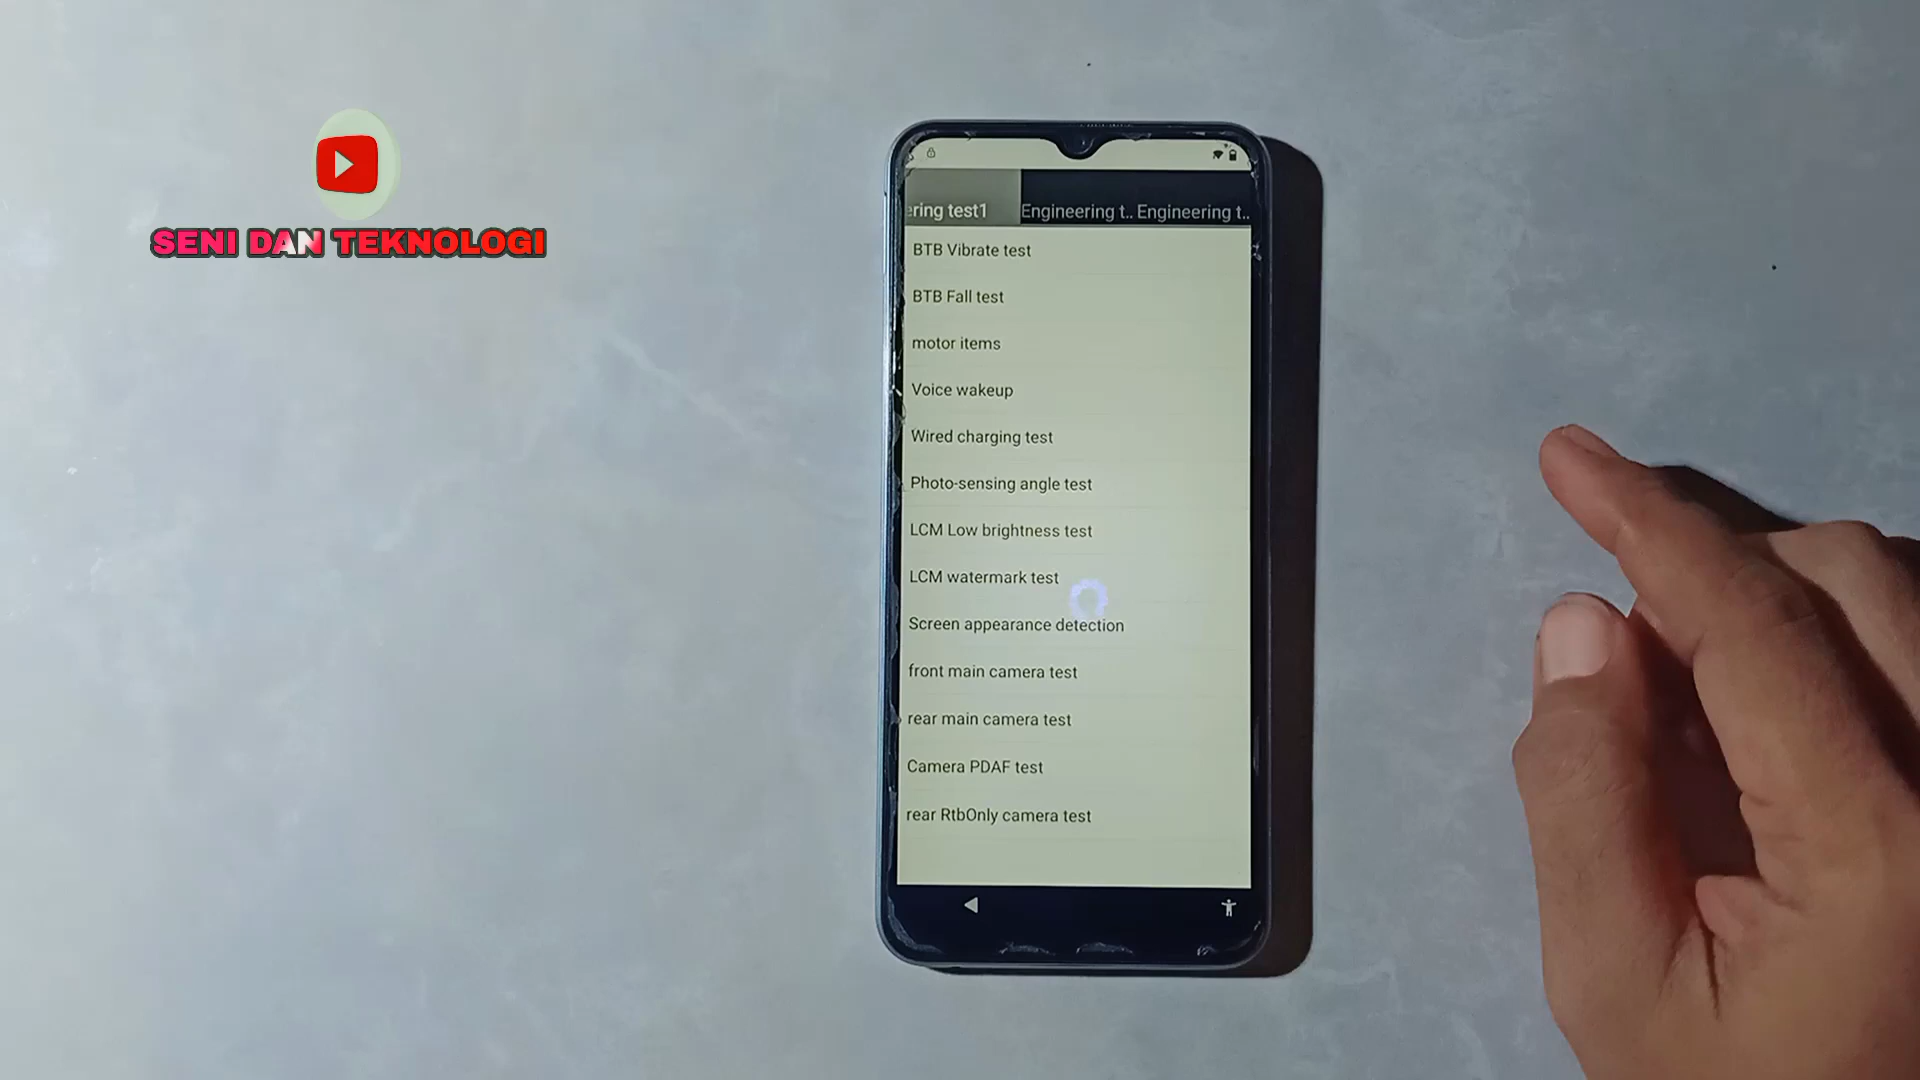 SENI DAN TEKNOLOGI
ering test1
Engineering t..
Engineering t..
BTB Vibrate test
BTB Fall test
motor items
Voice wakeup
Wired charging test
Photo-sensing angle test
LCM Low brightness test
LCM watermark test
Screen appearance detection
front main camera test
rear main camera test
Camera PDAF test
rear RtbOnly camera test